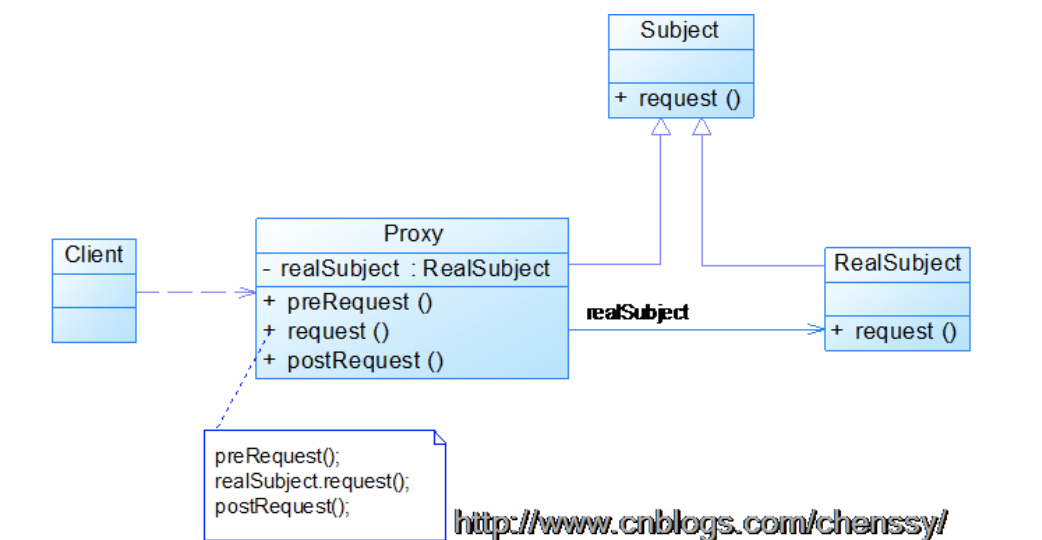 Subject
+ request ()
Client
Proxy
- realSubject : RealSubject
+ preRequest ()
+ request ()
+ postRequest ()
realSubject
RealSubject
+ request ()
preRequest();
realSubject.request();
postRequest();
http://www.cnblogs.com/chenssy/